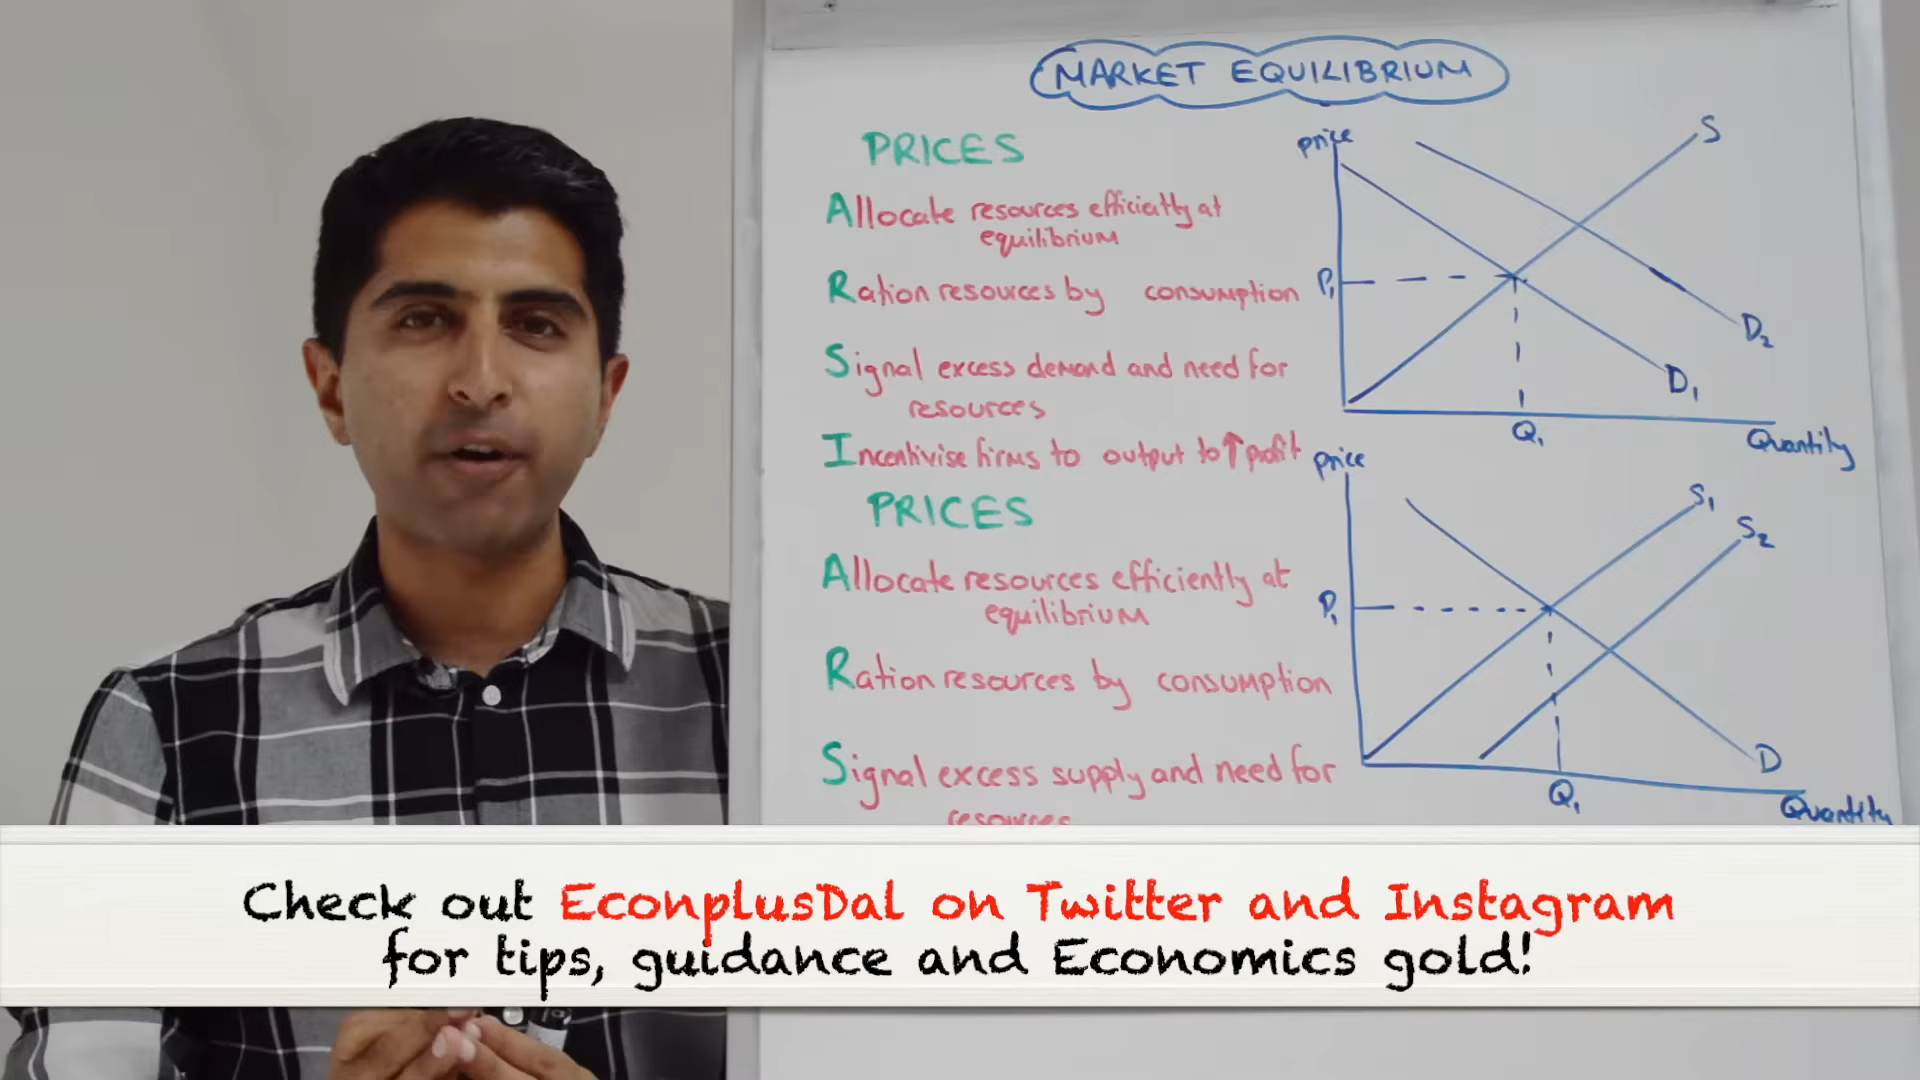 MARKET EQUILIBRIUM
PRICES
Allocate resources efficiently at
equilibrium
Ration resources by consumption
Signal excess demand and need for
resources
Incentivise firms to output to ↑ profit
price
S
P₁
D₂
D₁
Q₁
Quantity
PRICES
Allocate resources efficiently at
equilibrium
Ration resources by consumption
Signal excess supply and need for
resources
price
S₁
S₂
P₁
D
Q₁
Quantity
Check out EconplusDal on Twitter and Instagram
for tips, guidance and Economics gold!